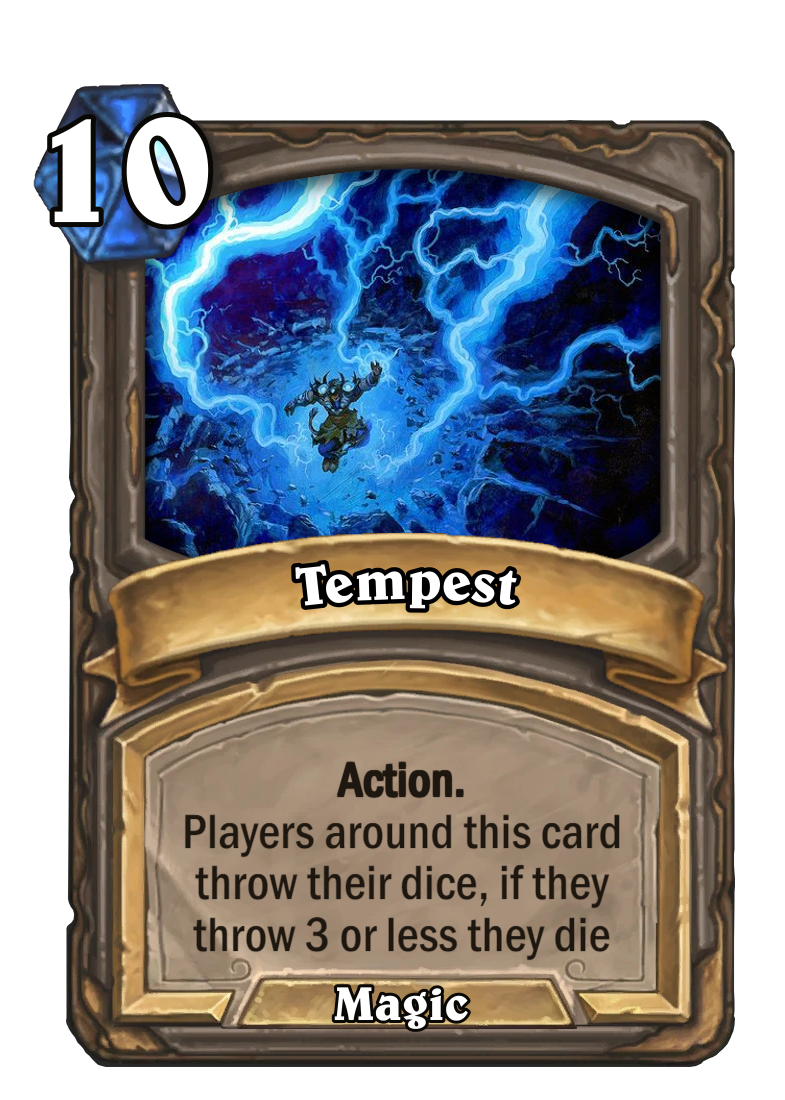 10
Tempest
Action.
Players around this card
throw their dice, if they
throw 3 or less they die
Magic